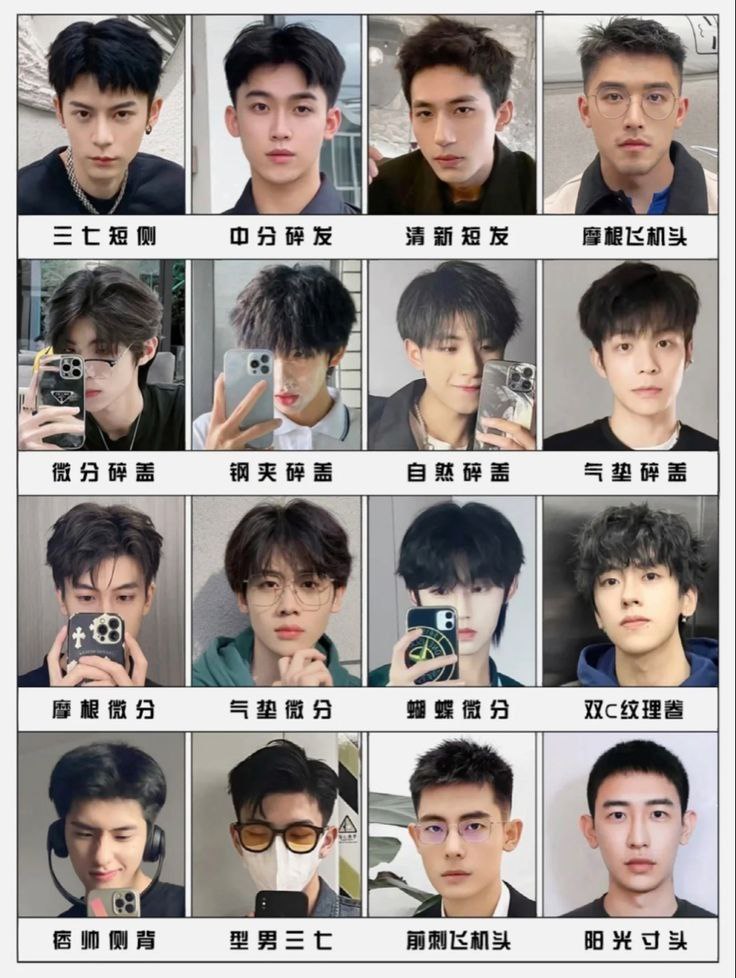 三七短侧 中分碎发 清新短发 摩根飞机头
微分碎盖 钢夹碎盖 自然碎盖 气垫碎盖
摩根微分 气垫微分 蝴蝶微分 双C纹理卷
痞帅侧背 型男三七 前刺飞机头 阳光寸头